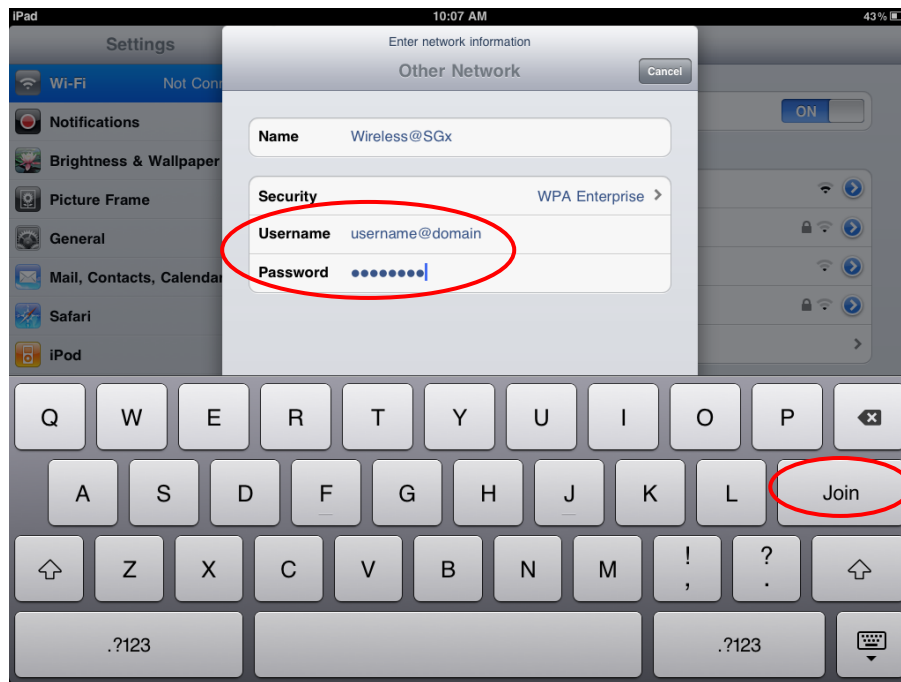 iPad 10:07 AM 43%
Settings
Enter network information
Other Network
Cancel
Wi-Fi Not Conn
ON
Notifications
Name Wireless@SGx
Brightness & Wallpaper
Picture Frame
Security WPA Enterprise
General
Username username@domain
Mail, Contacts, Calendar
Password
Safari
iPod
Q W E R T Y U I O P
A S D F G H J K L Join
Z X C V B N M ! , ? .
.?123 .?123